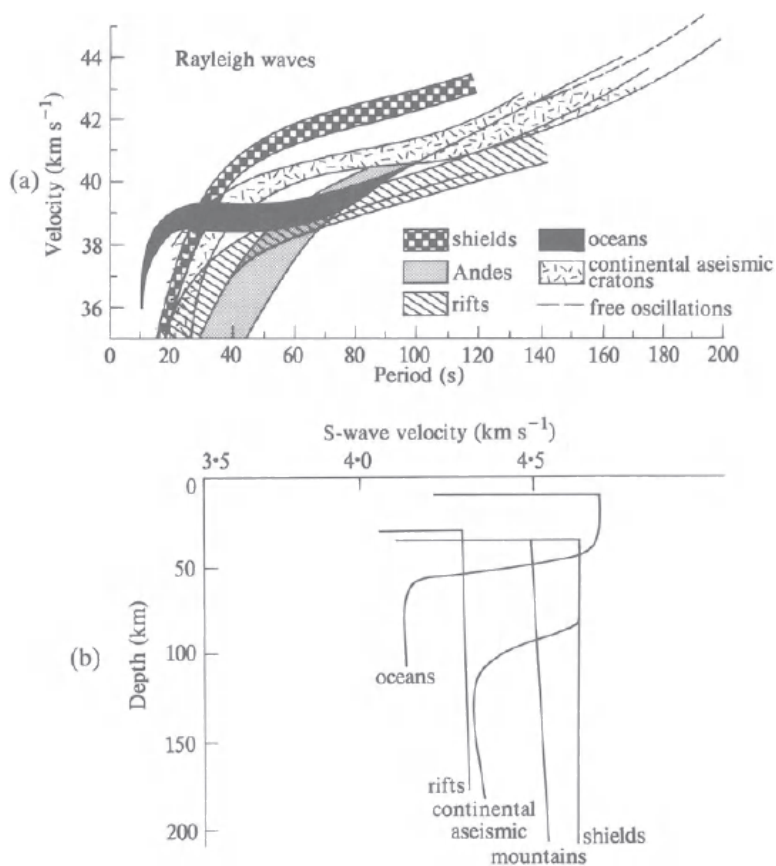 44
Rayleigh waves
42
(a)
Velocity (km s⁻¹)
40
38
shields
oceans
Andes
continental aseismic
cratons
36
rifts
free oscillations
0 20 40 60 80 100 120 140 160 180 200
Period (s)
S-wave velocity (km s⁻¹)
3·5 4·0 4·5
0
50
(b)
Depth (km)
100
oceans
150
rifts
continental
aseismic
shields
200
mountains